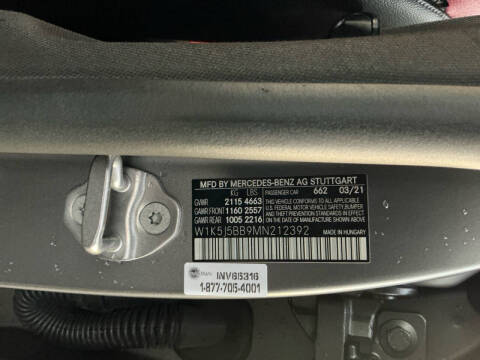 MFD BY MERCEDES-BENZ AG STUTTGART
KG LBS PASSENGER CAR 662 03/21
GVWR 2115 4663 THIS VEHICLE CONFORMS TO ALL APPLICABLE
GAWR FRONT 1160 2557 U.S. FEDERAL MOTOR VEHICLE SAFETY, BUMPER
GAWR REAR 1005 2216 AND THEFT PREVENTION STANDARDS IN EFFECT
ON THE DATE OF MANUFACTURE SHOWN ABOVE.
W1K5J5BB9MN212392
MADE IN HUNGARY
INV66316
1-877-705-4001